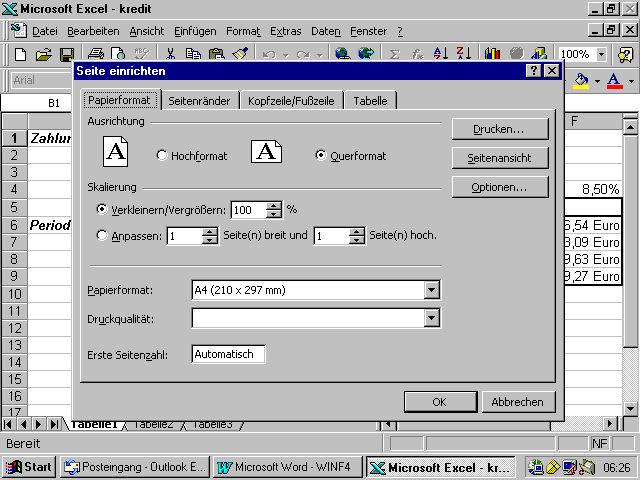 Microsoft Excel - kredit
Datei Bearbeiten Ansicht Einfügen Format Extras Daten Fenster ?
100%
Arial
B1
Seite einrichten
Papierformat Seitenränder Kopfzeile/Fußzeile Tabelle
F
Ausrichtung
A Hochformat A Querformat
Drucken...
Seitenansicht
Optionen...
Skalierung
Verkleinern/Vergrößern: 100 %
Anpassen: 1 Seite(n) breit und 1 Seite(n) hoch.
Papierformat: A4 (210 x 297 mm)
Druckqualität:
Erste Seitenzahl: Automatisch
OK Abbrechen
1 Zahlun
2
3
4 8,50%
5
6 Period 6,54 Euro
7 3,09 Euro
8 9,63 Euro
9 9,27 Euro
10
11
12
13
14
15
16
17
Tabelle1 Tabelle2 Tabelle3
Bereit NF
Start Posteingang - Outlook E... Microsoft Word - WINF4 Microsoft Excel - kr... 06:26